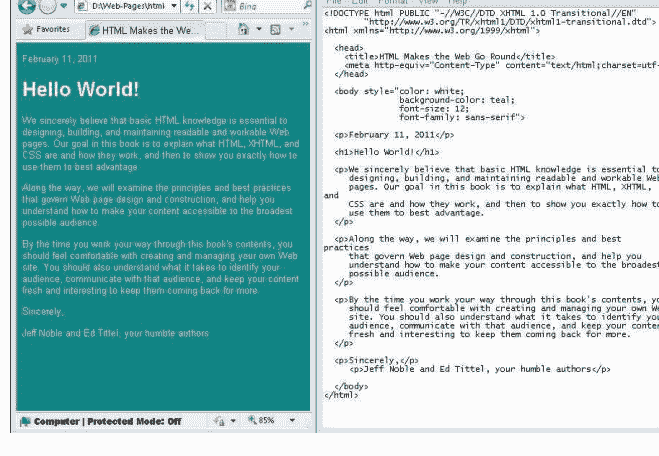 D:\Web-Pages\html
Bing
Favorites
HTML Makes the We...
February 11, 2011
Hello World!
We sincerely believe that basic HTML knowledge is essential to
designing, building, and maintaining readable and workable Web
pages. Our goal in this book is to explain what HTML, XHTML, and
CSS are and how they work, and then to show you exactly how to
use them to best advantage.
Along the way, we will examine the principles and best practices
that govern Web page design and construction, and help you
understand how to make your content accessible to the broadest
possible audience.
By the time you work your way through this book's contents, you
should feel comfortable with creating and managing your own Web
site. You should also understand what it takes to identify your
audience, communicate with that audience, and keep your content
fresh and interesting to keep them coming back for more.
Sincerely,
Jeff Noble and Ed Tittel, your humble authors
Computer | Protected Mode: Off
85%
File Edit Format View Help
<!DOCTYPE html PUBLIC "-//W3C//DTD XHTML 1.0 Transitional//EN"
"http://www.w3.org/TR/xhtml1/DTD/xhtml1-transitional.dtd">
<html xmlns="http://www.w3.org/1999/xhtml">
<head>
<title>HTML Makes the Web Go Round</title>
<meta http-equiv="Content-Type" content="text/html;charset=utf-
</head>
<body style="color: white;
background-color: teal;
font-size: 12;
font-family: sans-serif">
<p>February 11, 2011</p>
<h1>Hello World!</h1>
<p>We sincerely believe that basic HTML knowledge is essential to
designing, building, and maintaining readable and workable Web
pages. Our goal in this book is to explain what HTML, XHTML,
and
CSS are and how they work, and then to show you exactly how to
use them to best advantage.
</p>
<p>Along the way, we will examine the principles and best
practices
that govern Web page design and construction, and help you
understand how to make your content accessible to the broadest
possible audience.
</p>
<p>By the time you work your way through this book's contents, yo
should feel comfortable with creating and managing your own We
site. You should also understand what it takes to identify you
audience, communicate with that audience, and keep your conten
fresh and interesting to keep them coming back for more.
</p>
<p>Sincerely,</p>
<p>Jeff Noble and Ed Tittel, your humble authors</p>
</body>
</html>